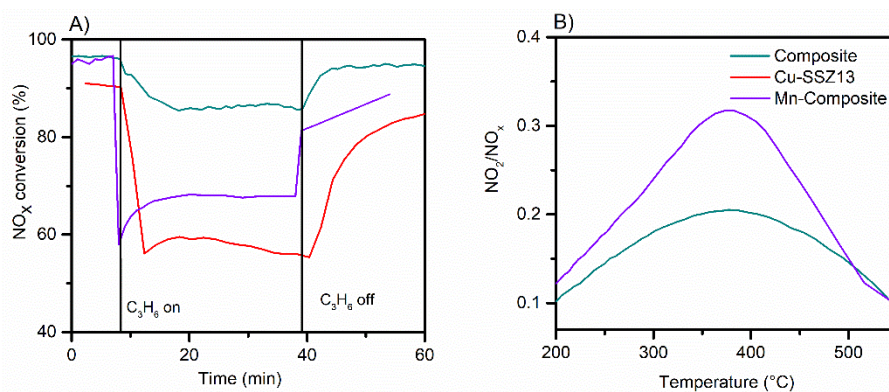 A)
NOX conversion (%)
100
80
60
40
C3H6 on
C3H6 off
0
20
40
60
Time (min)
B)
NO2/NOx
0.4
0.3
0.2
0.1
Composite
Cu-SSZ13
Mn-Composite
200
300
400
500
Temperature (°C)